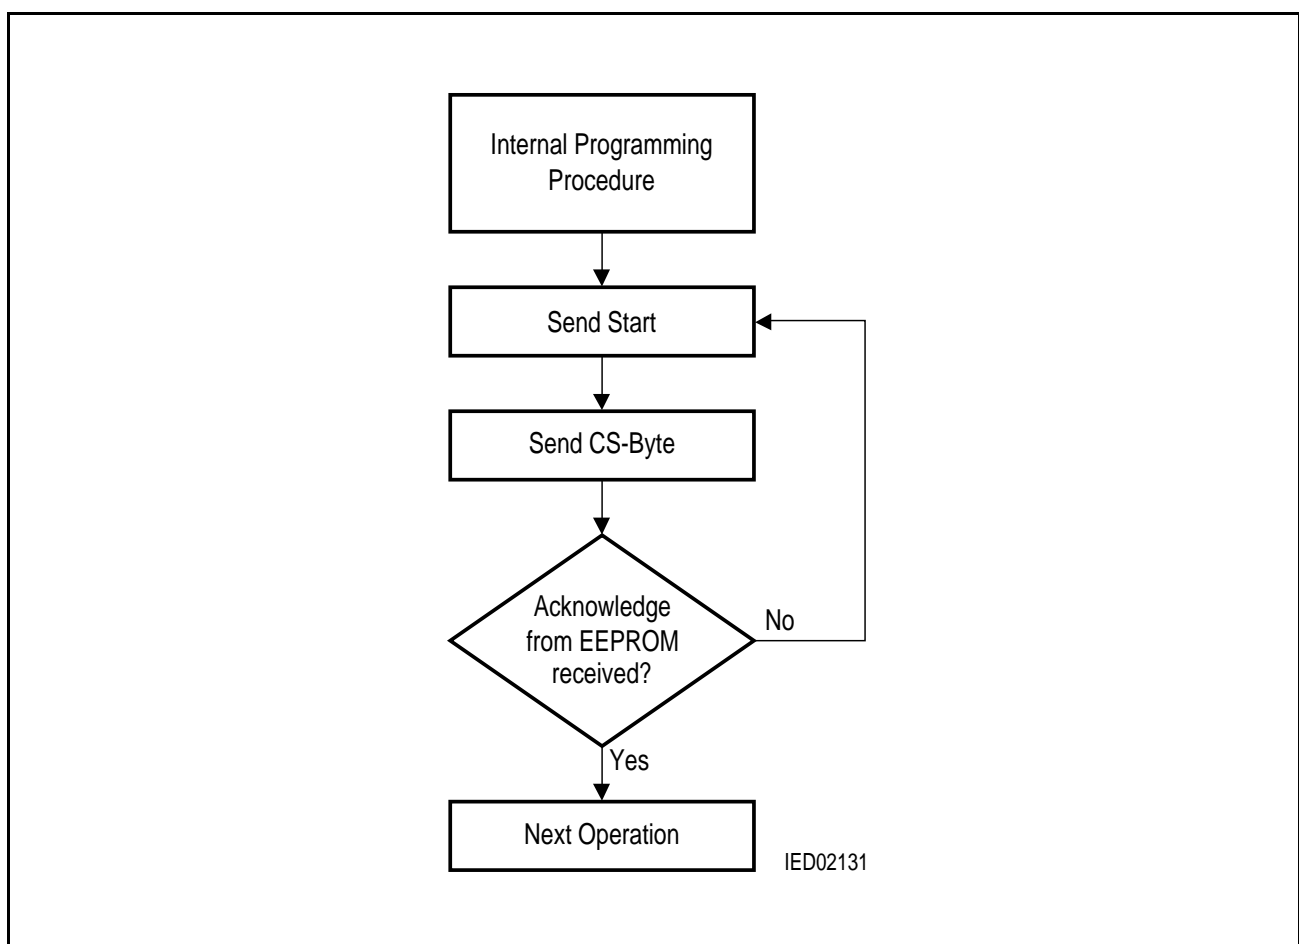 Internal Programming
Procedure
Send Start
Send CS-Byte
Acknowledge
from EEPROM
received?
No
Yes
Next Operation
IED02131